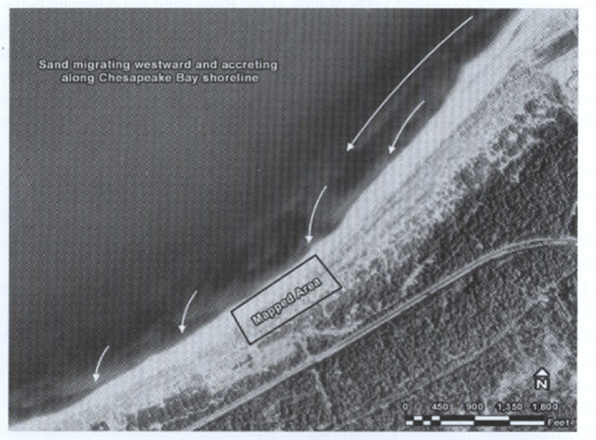 Sand migrating westward and accreting
along Chesapeake Bay shoreline
Mapped Area
N
0 450 900 1,350 1,800
Feet